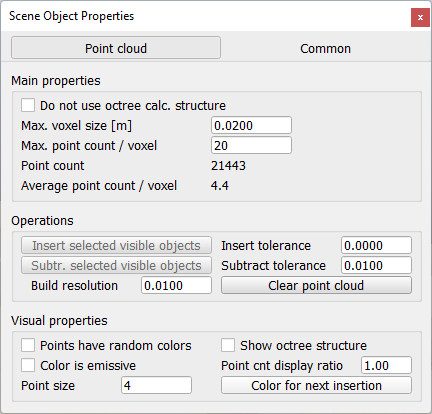 Scene Object Properties
x
Point cloud Common
Main properties
Do not use octree calc. structure
Max. voxel size [m] 0.0200
Max. point count / voxel 20
Point count 21443
Average point count / voxel 4.4
Operations
Insert selected visible objects Insert tolerance 0.0000
Subtr. selected visible objects Subtract tolerance 0.0100
Build resolution 0.0100 Clear point cloud
Visual properties
Points have random colors Show octree structure
Color is emissive Point cnt display ratio 1.00
Point size 4 Color for next insertion